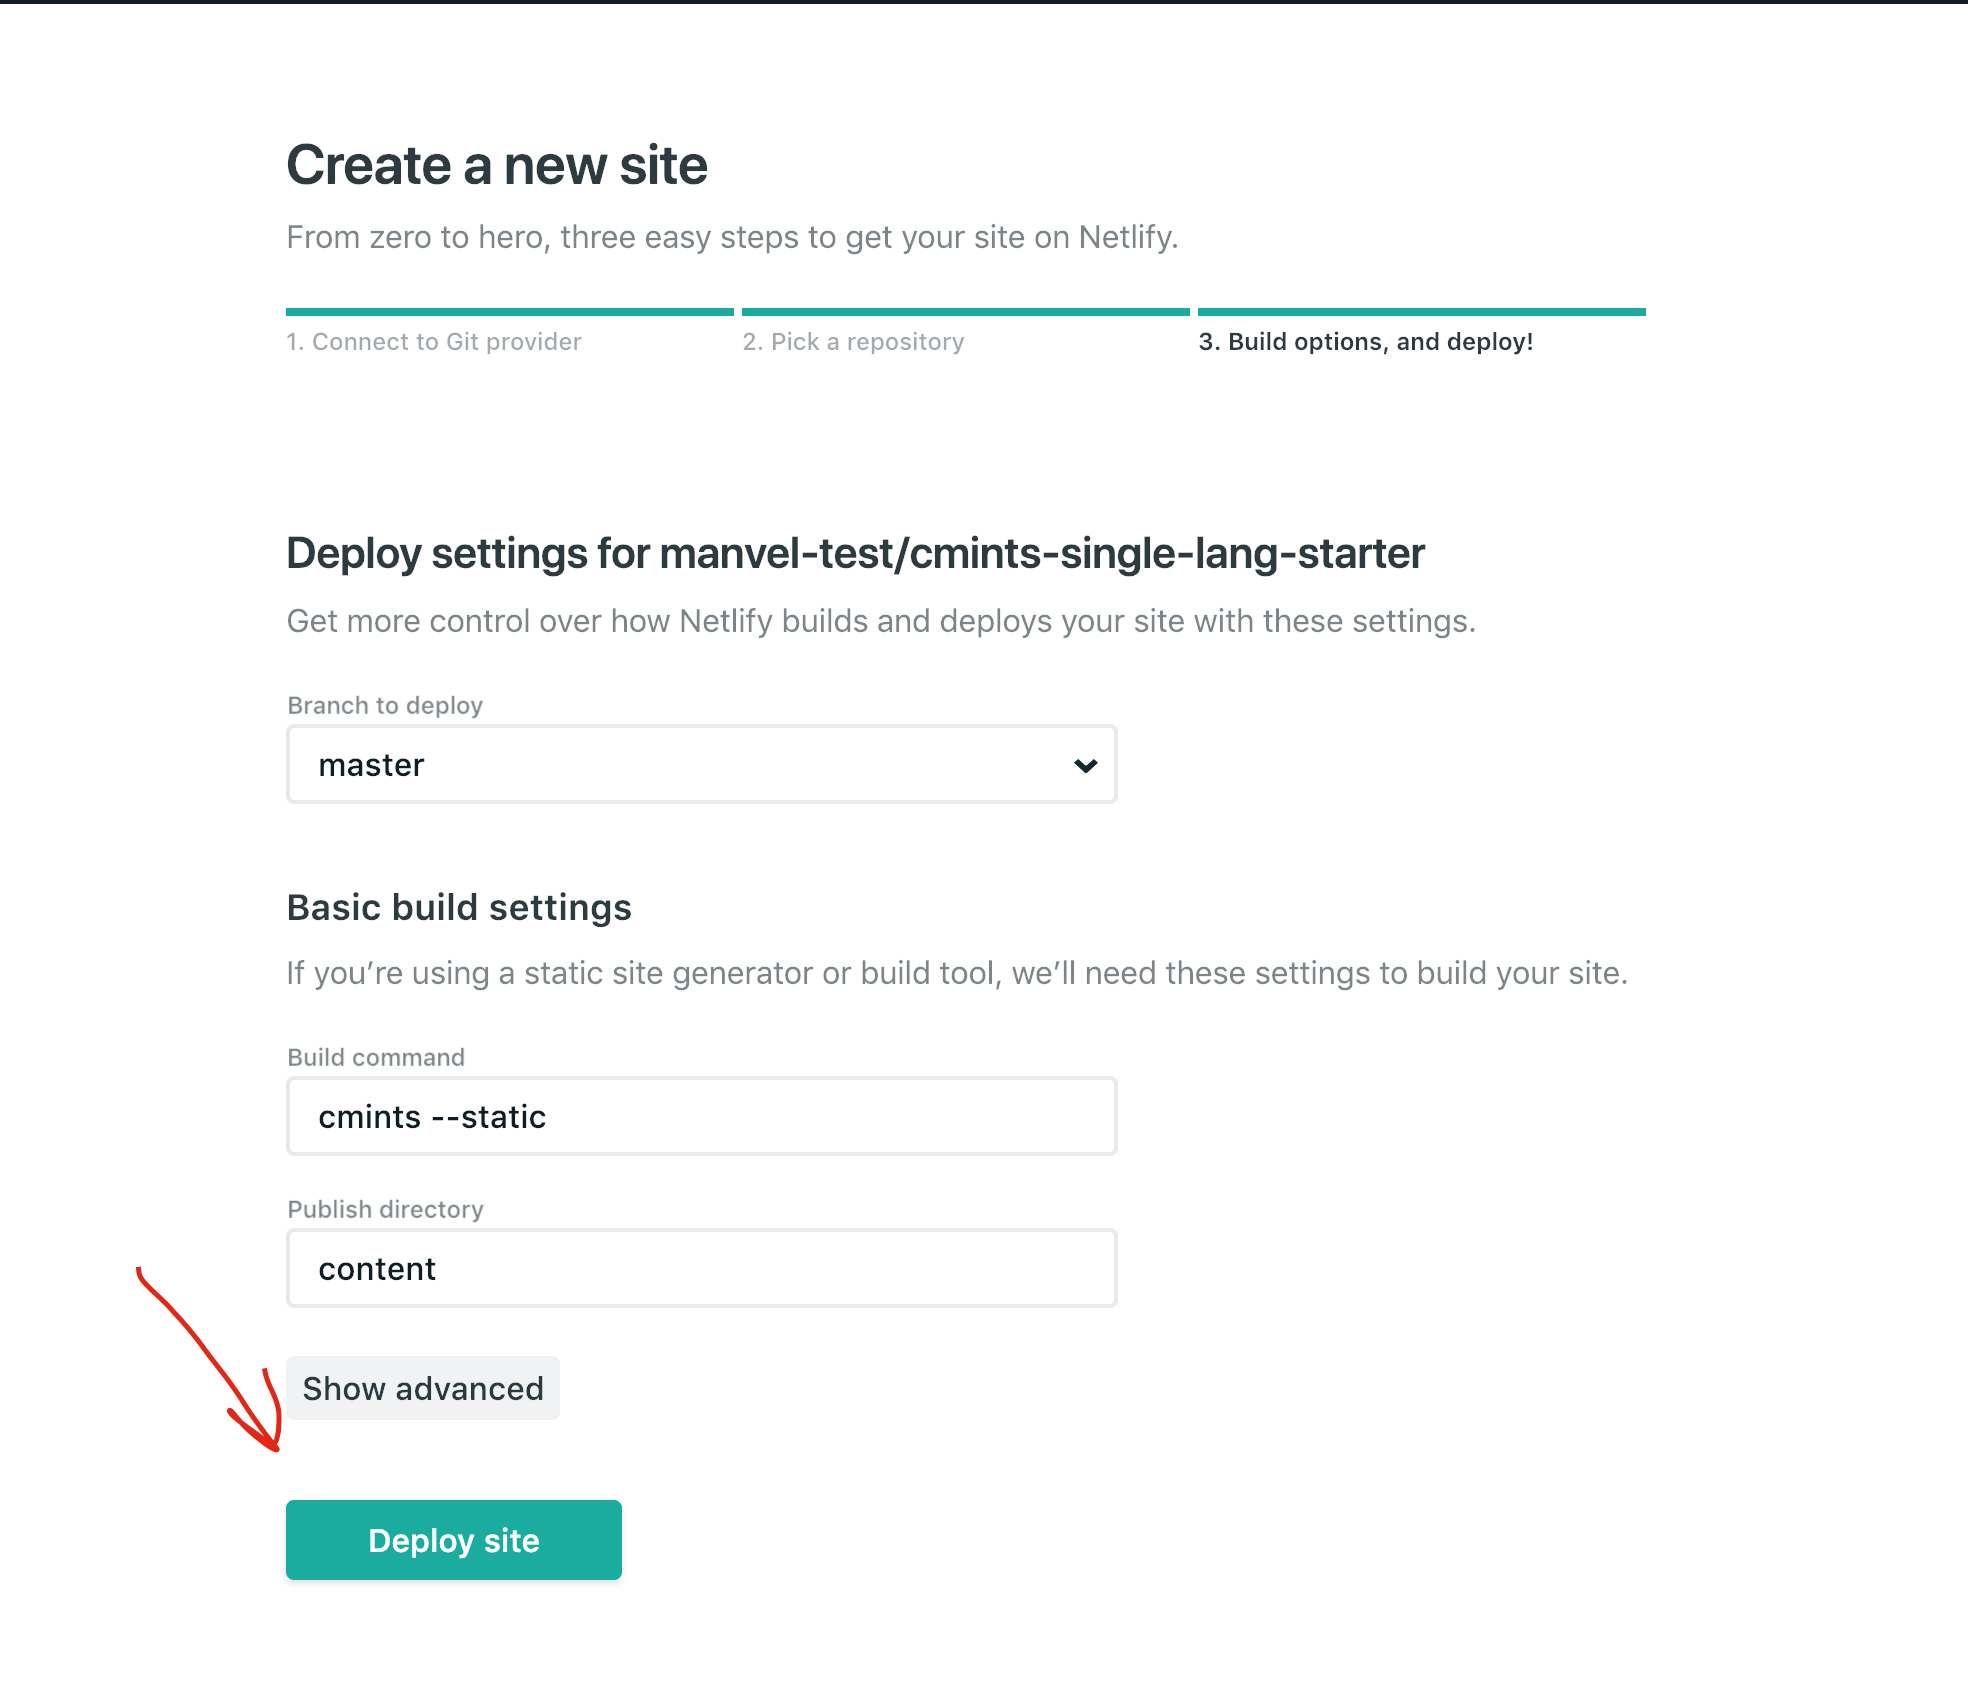 Create a new site
From zero to hero, three easy steps to get your site on Netlify.
1. Connect to Git provider
2. Pick a repository
3. Build options, and deploy!
Deploy settings for manvel-test/cmints-single-lang-starter
Get more control over how Netlify builds and deploys your site with these settings.
Branch to deploy
master
Basic build settings
If you’re using a static site generator or build tool, we’ll need these settings to build your site.
Build command
cmints --static
Publish directory
content
Show advanced
Deploy site